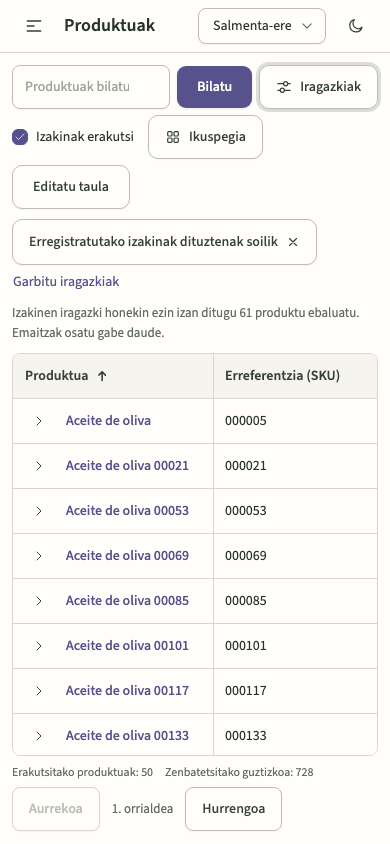 Produktuak
Salmenta-ere
Produktuak bilatu
Bilatu
Iragazkiak
Izakinak erakutsi
Ikuspegia
Editatu taula
Erregistratutako izakinak dituztenak soilik
Garbitu iragazkiak
Izakinen iragazki honekin ezin izan ditugu 61 produktu ebaluatu.
Emaitzak osatu gabe daude.
Produktua ↑ Erreferentzia (SKU)
Aceite de oliva 000005
Aceite de oliva 00021 000021
Aceite de oliva 00053 000053
Aceite de oliva 00069 000069
Aceite de oliva 00085 000085
Aceite de oliva 00101 000101
Aceite de oliva 00117 000117
Aceite de oliva 00133 000133
Erakutsitako produktuak: 50 Zenbatetsitako guztizkoa: 728
Aurrekoa 1. orrialdea Hurrengoa